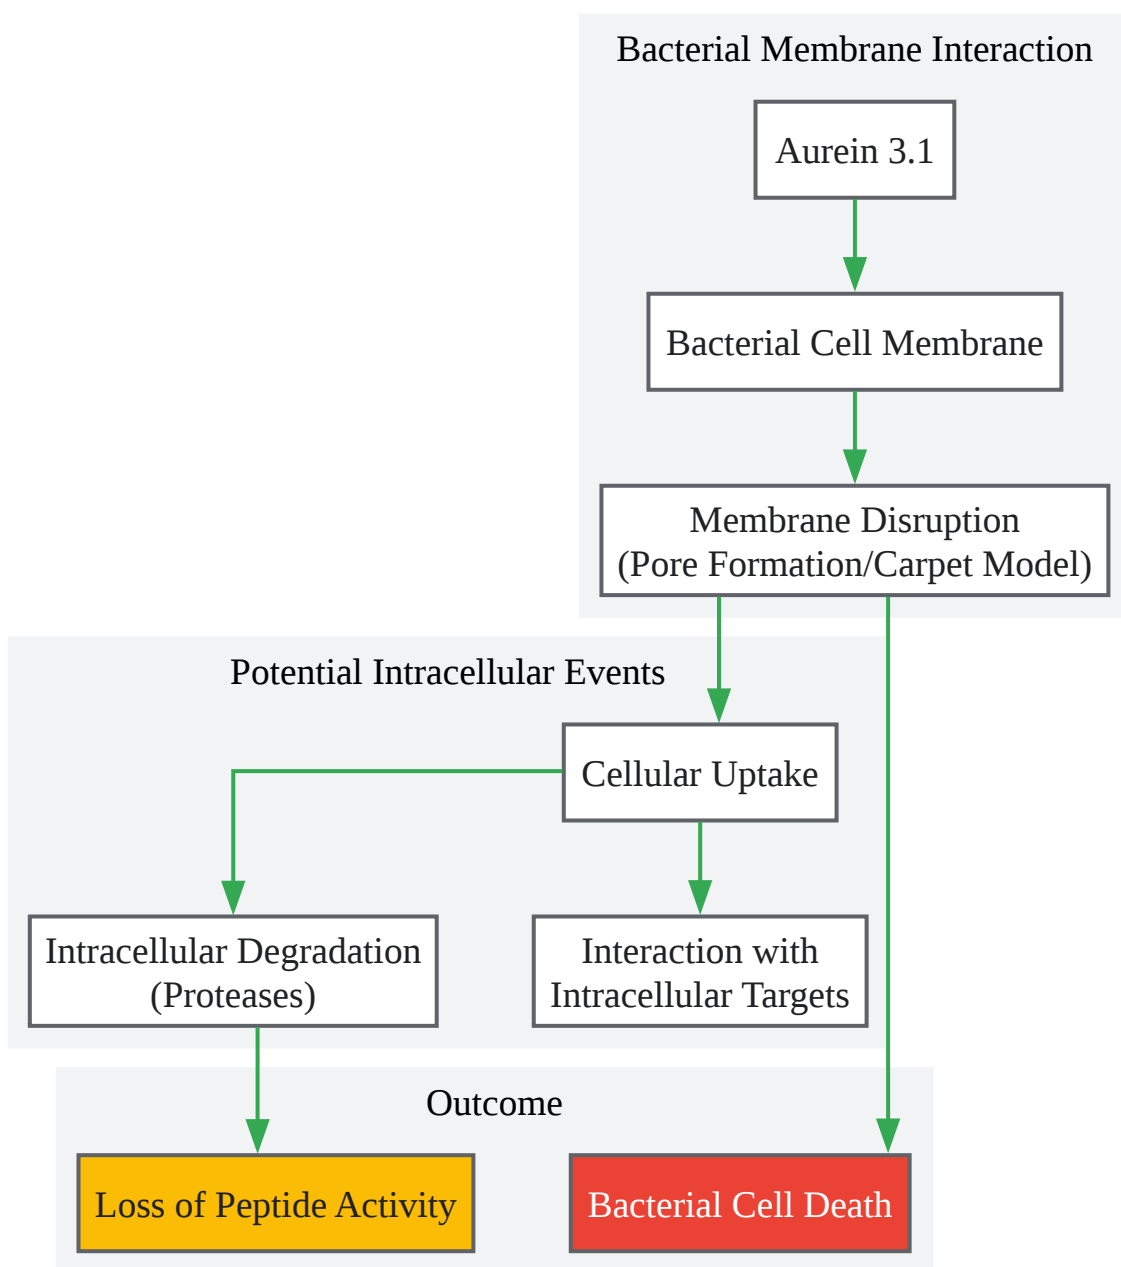 Bacterial Membrane Interaction
Aurein 3.1
Bacterial Cell Membrane
Membrane Disruption
(Pore Formation/Carpet Model)
Potential Intracellular Events
Cellular Uptake
Intracellular Degradation
(Proteases)
Interaction with
Intracellular Targets
Outcome
Loss of Peptide Activity
Bacterial Cell Death